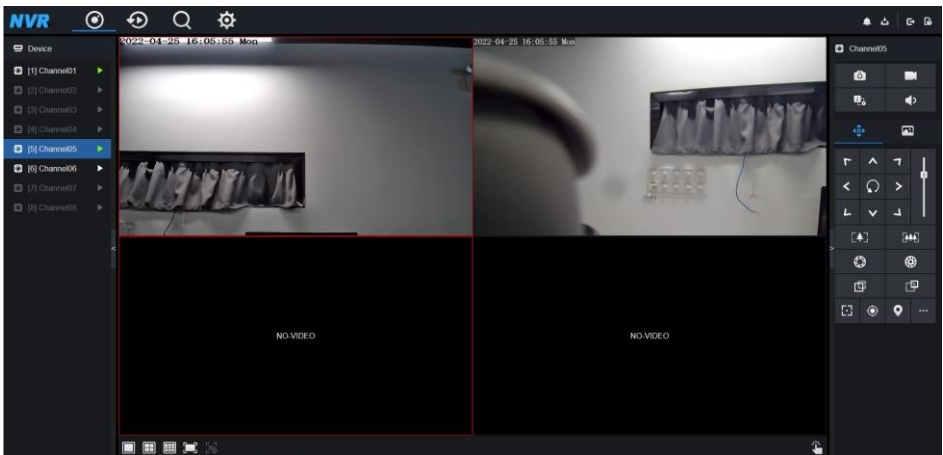 NVR
Device
[1] Channel01
[2] Channel02
[3] Channel03
[4] Channel04
[5] Channel05
[6] Channel06
[7] Channel07
[8] Channel08
2022-04-25 16:05:55 Mon
2022-04-25 16:05:55 Mon
NO-VIDEO
NO-VIDEO
Channel05